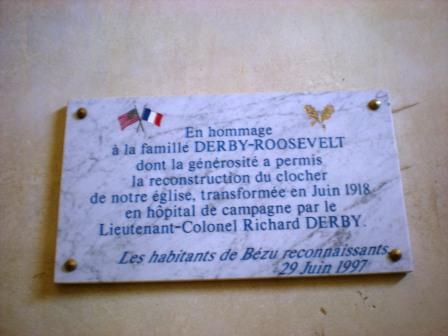 En hommage
à la famille DERBY-ROOSEVELT
dont la générosité a permis
la reconstruction du clocher
de notre église, transformée en Juin 1918
en hôpital de campagne par le
Lieutenant-Colonel Richard DERBY.
Les habitants de Bézu reconnaissants
29 Juin 1997